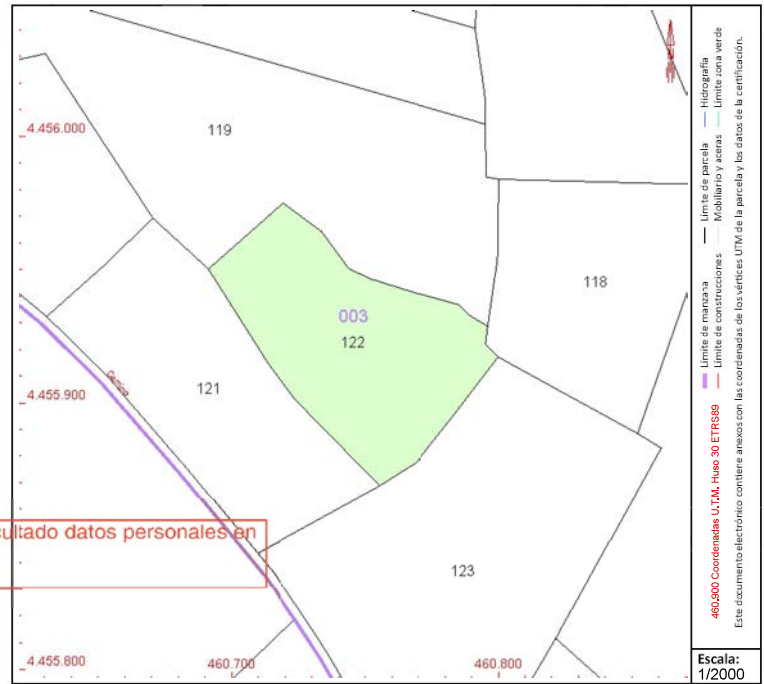 4.456.000
119
118
003
122
121
Camino
4.455.900
cultado datos personales en
123
4.455.800
460.700
460.800
Límite de manzana
Límite de parcela
Hidrografía
Límite de construcciones
Mobiliario y aceras
Límite zona verde
460,900 Coordenadas U.T.M. Huso 30 ETRS89
Este documento electrónico contiene anexos con las coordenadas de los vértices UTM de la parcela y los datos de la certificación.
Escala:
1/2000